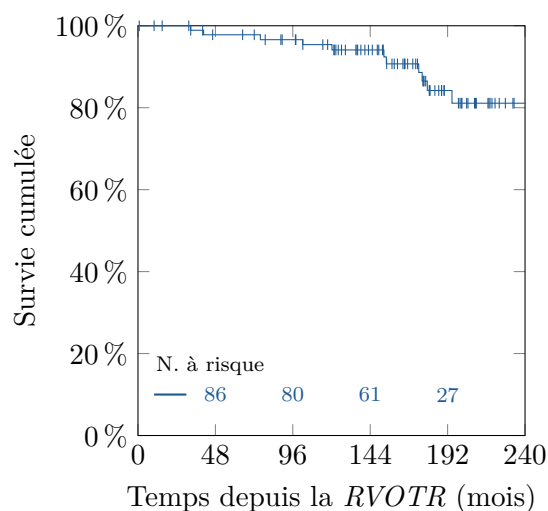 100 %
80 %
60 %
40 %
20 %
0 %
Survie cumulée
N. à risque
86 80 61 27
0 48 96 144 192 240
Temps depuis la RVOTR (mois)